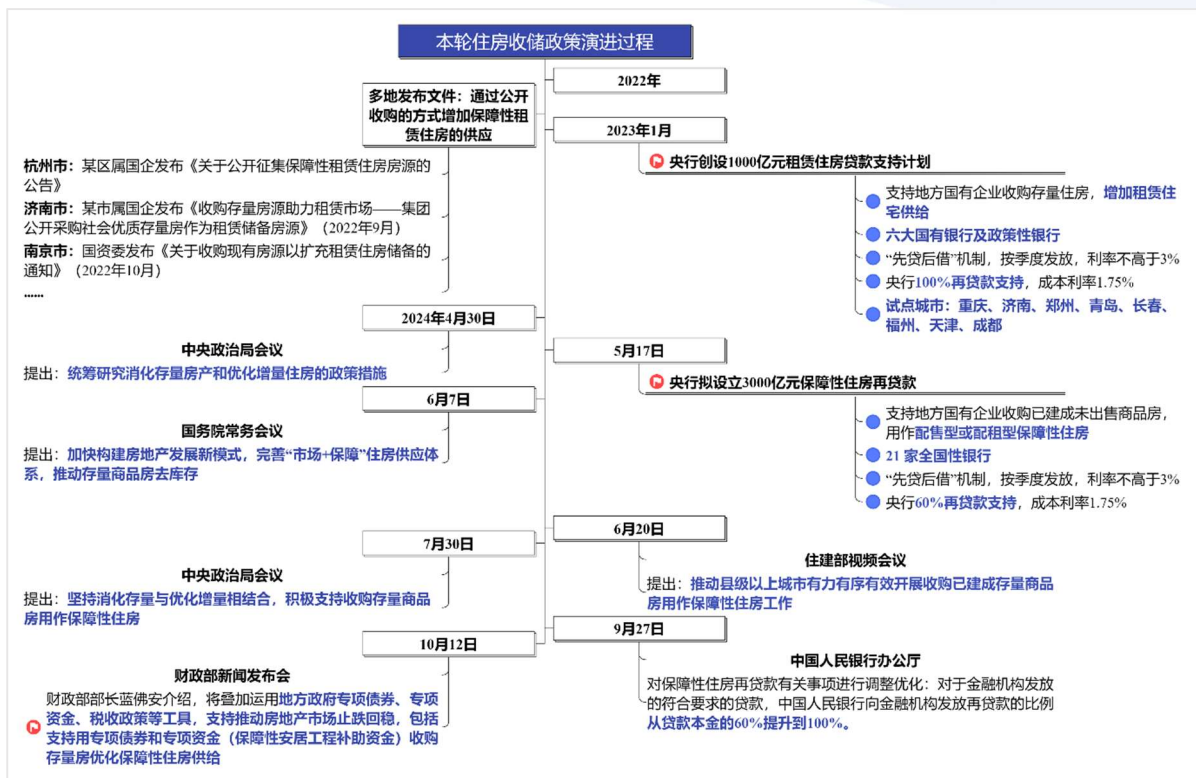 本轮住房收储政策演进过程
2022年
多地发布文件：通过公开
收购的方式增加保障性租
赁住房的供应
杭州市：某区属国企发布《关于公开征集保障性租赁住房房源的
公告》
济南市：某市属国企发布《收购存量房源助力租赁市场——集团
公开采购社会优质存量房作为租赁储备房源》（2022年9月）
南京市：国资委发布《关于收购现有房源以扩充租赁住房储备的
通知》（2022年10月）
......
2023年1月
央行创设1000亿元租赁住房贷款支持计划
支持地方国有企业收购存量住房，增加租赁住
宅供给
六大国有银行及政策性银行
“先贷后借”机制，按季度发放，利率不高于3%
央行100%再贷款支持，成本利率1.75%
试点城市：重庆、济南、郑州、青岛、长春、
福州、天津、成都
2024年4月30日
中央政治局会议
提出：统筹研究消化存量房产和优化增量住房的政策措施
5月17日
央行拟设立3000亿元保障性住房再贷款
支持地方国有企业收购已建成未出售商品房，
用作配售型或配租型保障性住房
21 家全国性银行
“先贷后借”机制，按季度发放，利率不高于3%
央行60%再贷款支持，成本利率1.75%
6月7日
国务院常务会议
提出：加快构建房地产发展新模式，完善“市场+保障”住房供应体
系，推动存量商品房去库存
6月20日
住建部视频会议
提出：推动县级以上城市有力有序有效开展收购已建成存量商品
房用作保障性住房工作
7月30日
中央政治局会议
提出：坚持消化存量与优化增量相结合，积极支持收购存量商品
房用作保障性住房
9月27日
中国人民银行办公厅
对保障性住房再贷款有关事项进行调整优化：对于金融机构发放
的符合要求的贷款，中国人民银行向金融机构发放再贷款的比例
从贷款本金的60%提升到100%。
10月12日
财政部新闻发布会
财政部部长蓝佛安介绍，将叠加运用地方政府专项债券、专项
资金、税收政策等工具，支持推动房地产市场止跌回稳，包括
支持用专项债券和专项资金（保障性安居工程补助资金）收购
存量房优化保障性住房供给